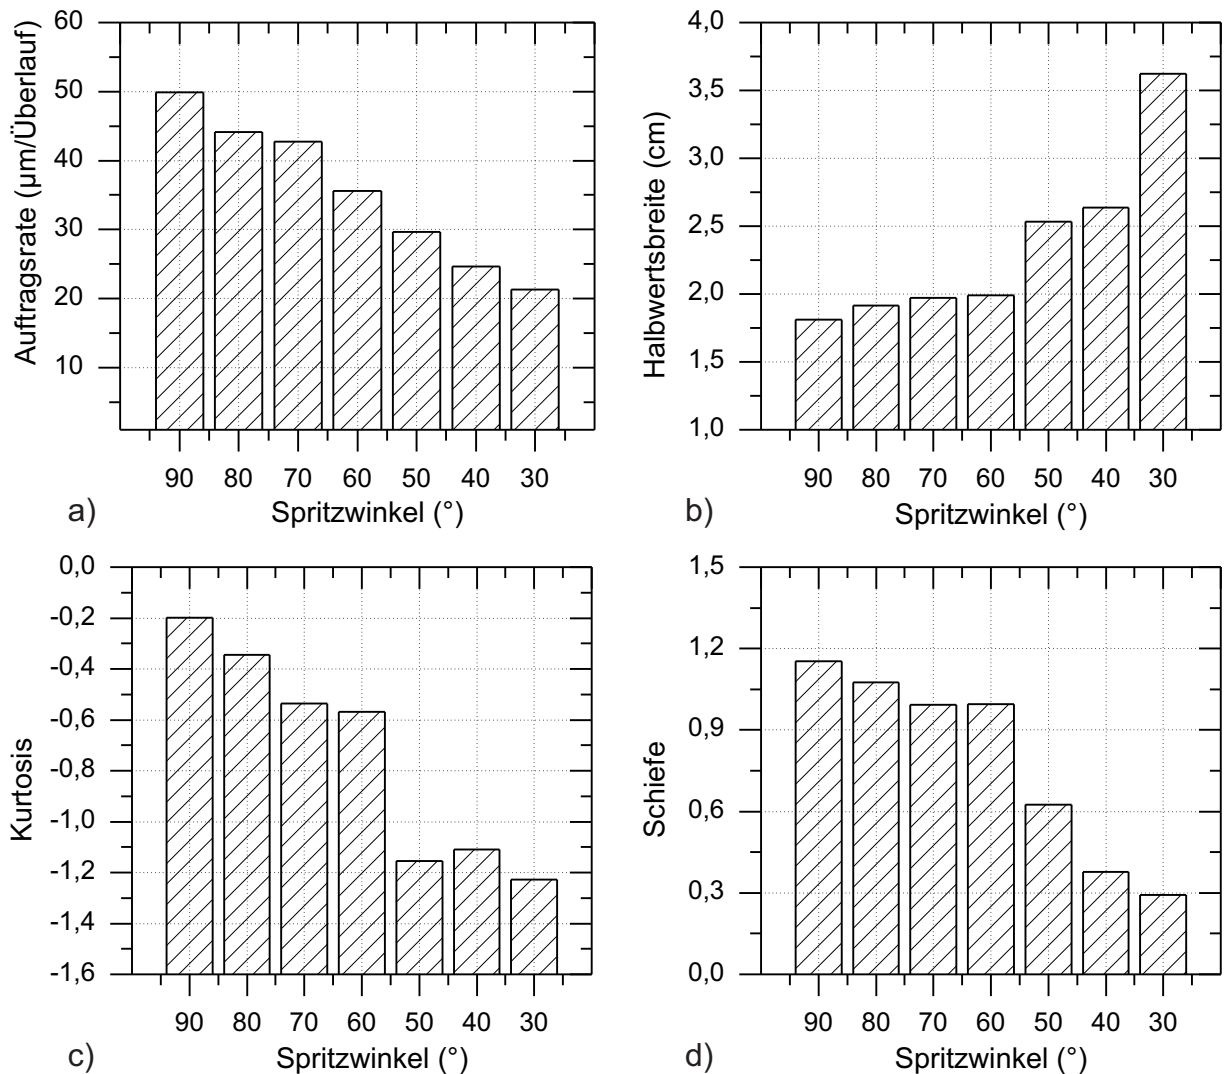 60
50
40
30
20
10
Auftragsrate (µm/Überlauf)
90 80 70 60 50 40 30
a) Spritzwinkel (°)
4,0
3,5
3,0
2,5
2,0
1,5
1,0
Halbwertsbreite (cm)
90 80 70 60 50 40 30
b) Spritzwinkel (°)
0,0
-0,2
-0,4
-0,6
-0,8
-1,0
-1,2
-1,4
-1,6
Kurtosis
90 80 70 60 50 40 30
c) Spritzwinkel (°)
1,5
1,2
0,9
0,6
0,3
0,0
Schiefe
90 80 70 60 50 40 30
d) Spritzwinkel (°)